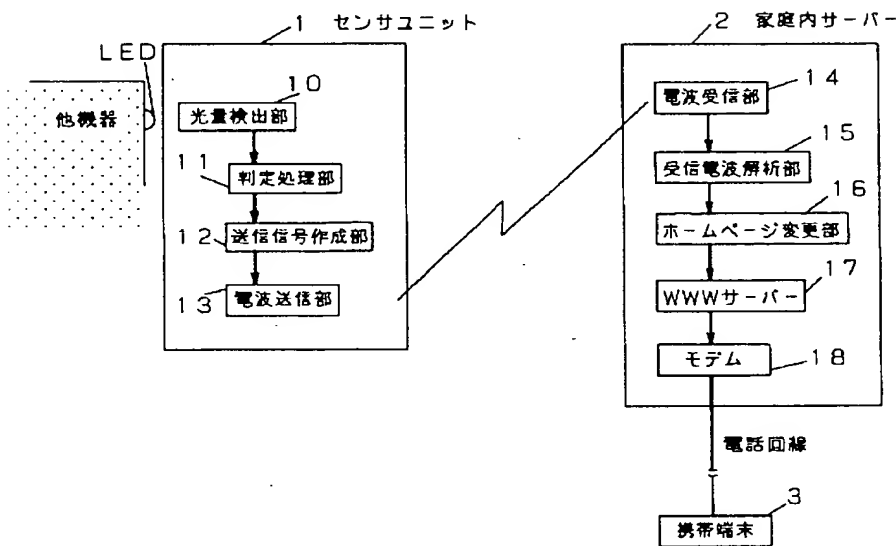 1 センサユニット
LED
他機器
10
光量検出部
11
判定処理部
12
送信信号作成部
13
電波送信部
2 家庭内サーバー
14
電波受信部
15
受信電波解析部
16
ホームページ変更部
17
WWWサーバー
モデム
18
電話回線
3
携帯端末